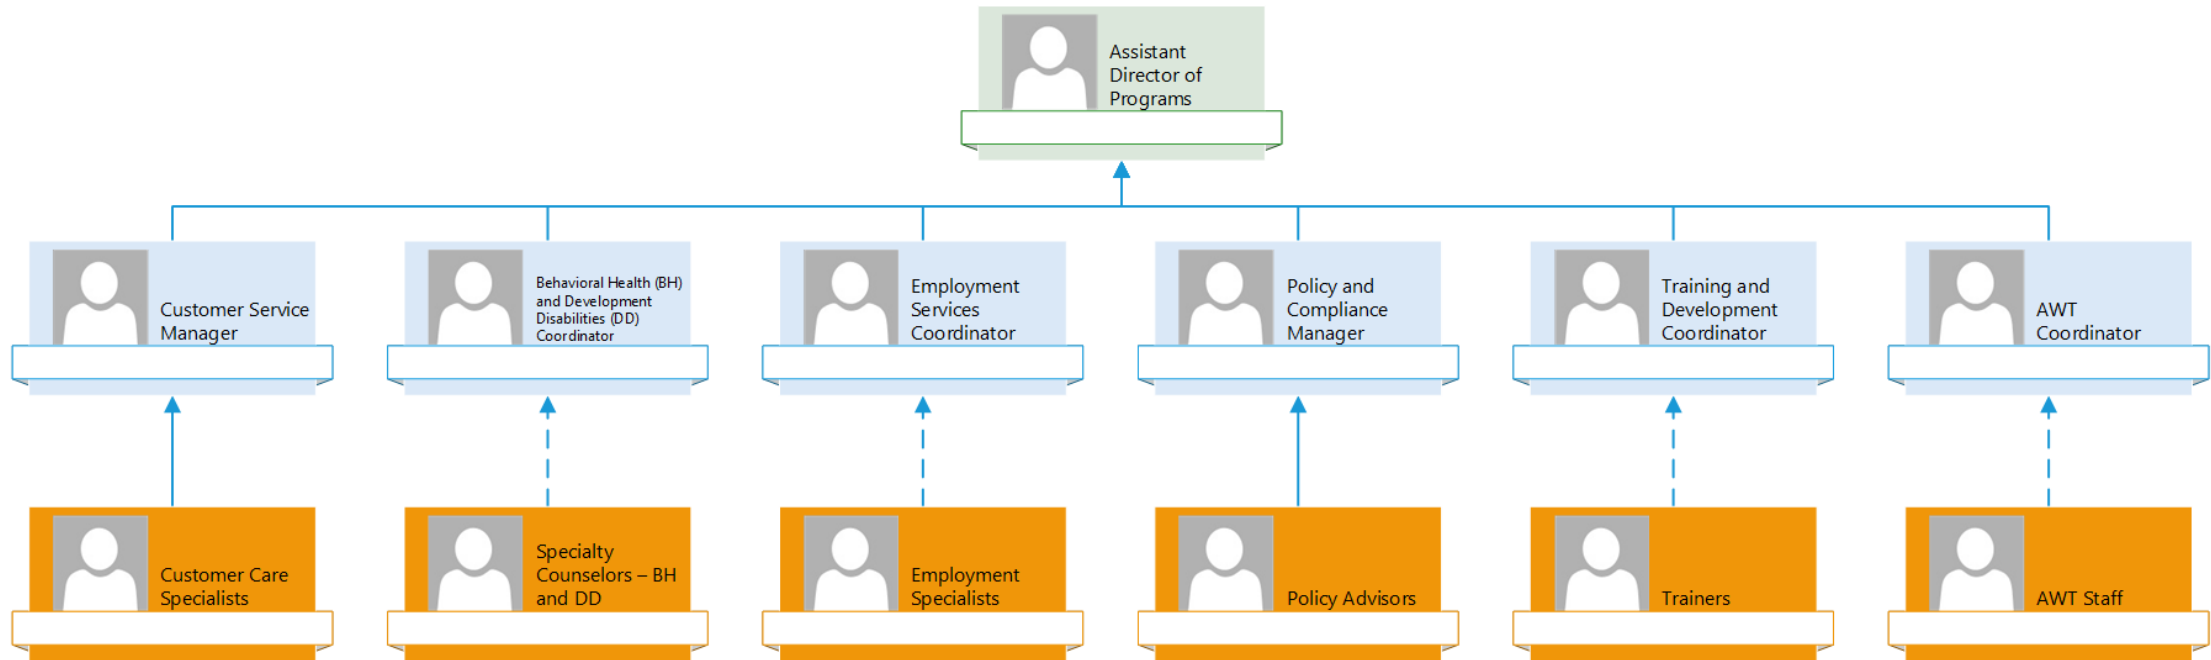 Assistant
Director of
Programs
Customer Service
Manager
Behavioral Health (BH)
and Development
Disabilities (DD)
Coordinator
Employment
Services
Coordinator
Policy and
Compliance
Manager
Training and
Development
Coordinator
AWT
Coordinator
Customer Care
Specialists
Specialty
Counselors – BH
and DD
Employment
Specialists
Policy Advisors
Trainers
AWT Staff